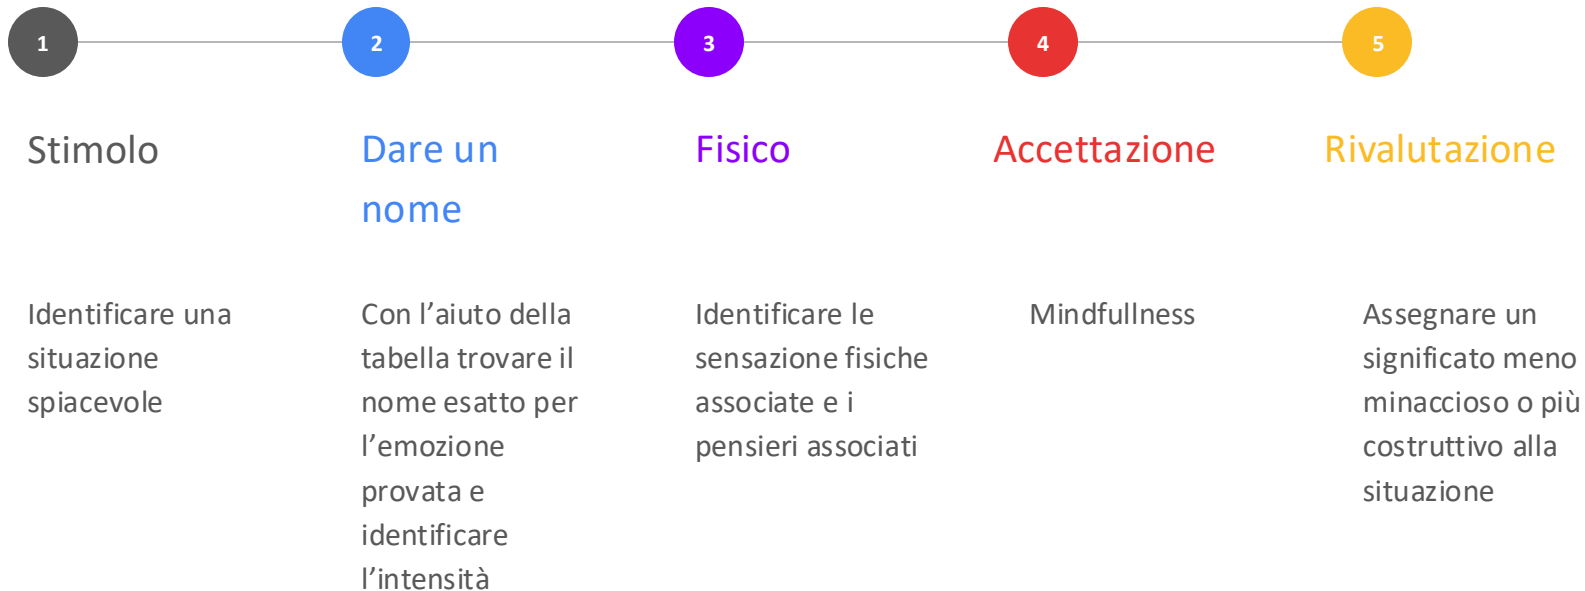 1
2
3
4
5
Stimolo
Dare un
nome
Fisico
Accettazione
Rivalutazione
Identificare una
situazione
spiacevole
Con l’aiuto della
tabella trovare il
nome esatto per
l’emozione
provata e
identificare
l’intensità
Identificare le
sensazione fisiche
associate e i
pensieri associati
Mindfullness
Assegnare un
significato meno
minaccioso o più
costruttivo alla
situazione